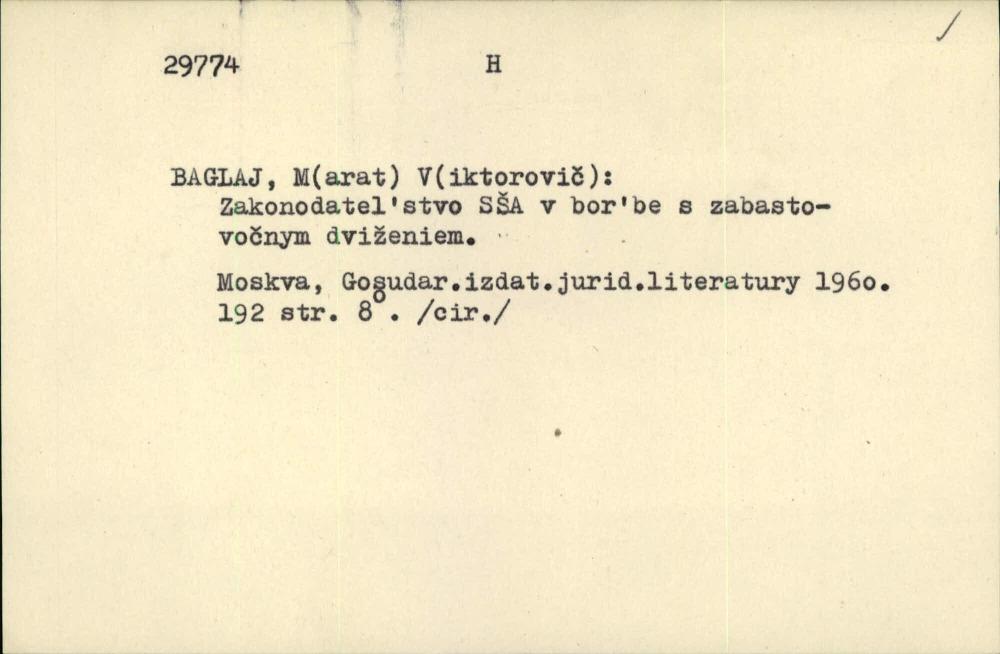 29774 H
BAGLAJ, M(arat) V(iktorovič):
Zakonodatel'stvo SŠA v bor'be s zabasto-
vočnym dviženiem.
Moskva, Gosudar.izdat.jurid.literatury 196o.
192 str. 8°. /cir./